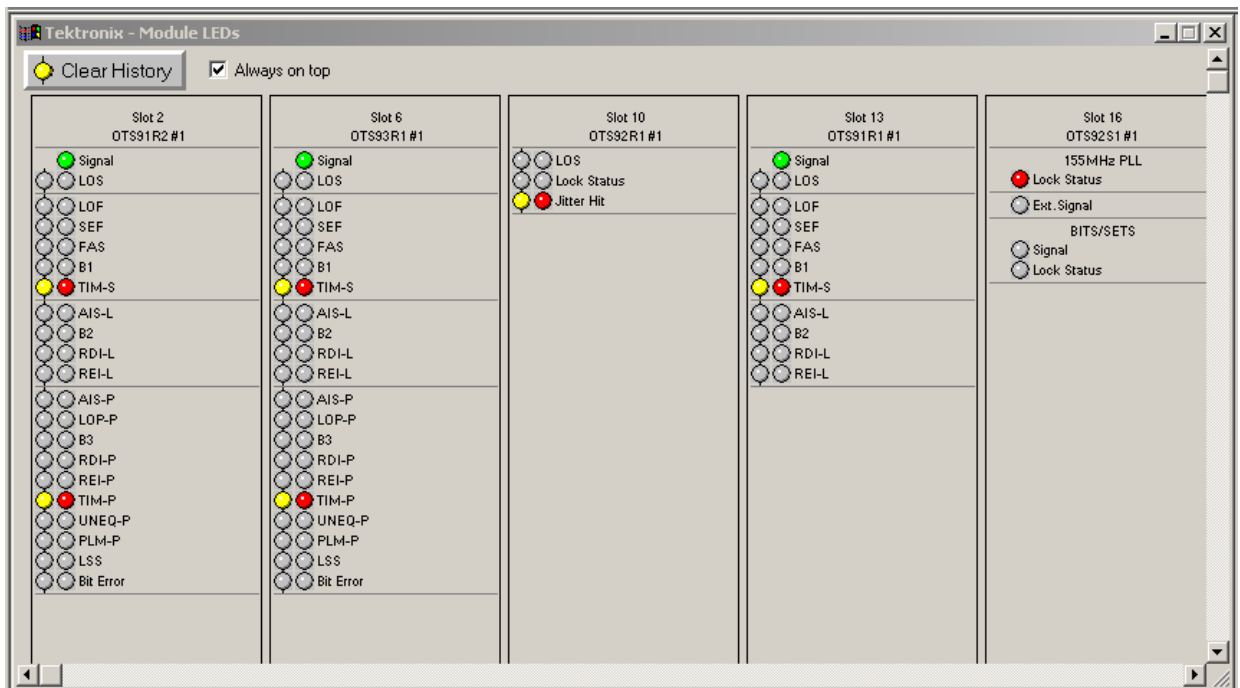 Tektronix - Module LEDs
Clear History
Always on top
Slot 2
OTS91R2 #1
Signal
LOS
LOF
SEF
FAS
B1
TIM-S
AIS-L
B2
RDI-L
REI-L
AIS-P
LOP-P
B3
RDI-P
REI-P
TIM-P
UNEQ-P
PLM-P
LSS
Bit Error
Slot 6
OTS93R1 #1
Signal
LOS
LOF
SEF
FAS
B1
TIM-S
AIS-L
B2
RDI-L
REI-L
AIS-P
LOP-P
B3
RDI-P
REI-P
TIM-P
UNEQ-P
PLM-P
LSS
Bit Error
Slot 10
OTS92R1 #1
LOS
Lock Status
Jitter Hit
Slot 13
OTS91R1 #1
Signal
LOS
LOF
SEF
FAS
B1
TIM-S
AIS-L
B2
RDI-L
REI-L
Slot 16
OTS92S1 #1
155MHz PLL
Lock Status
Ext. Signal
BITS/SETS
Signal
Lock Status